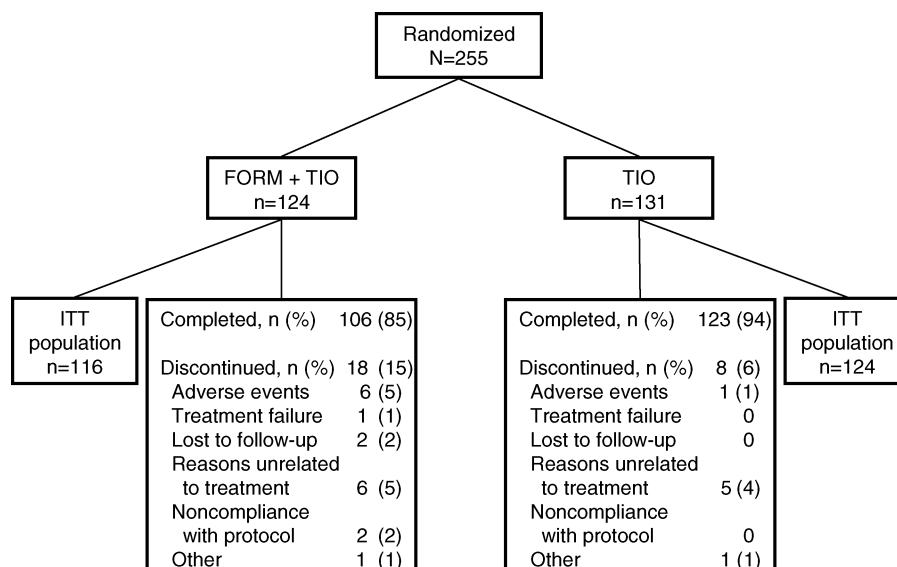 Randomized
N=255
FORM + TIO
n=124
TIO
n=131
ITT
population
n=116
Completed, n (%) 106 (85)
Discontinued, n (%) 18 (15)
Adverse events 6 (5)
Treatment failure 1 (1)
Lost to follow-up 2 (2)
Reasons unrelated
to treatment 6 (5)
Noncompliance
with protocol 2 (2)
Other 1 (1)
Completed, n (%) 123 (94)
Discontinued, n (%) 8 (6)
Adverse events 1 (1)
Treatment failure 0
Lost to follow-up 0
Reasons unrelated
to treatment 5 (4)
Noncompliance
with protocol 0
Other 1 (1)
ITT
population
n=124